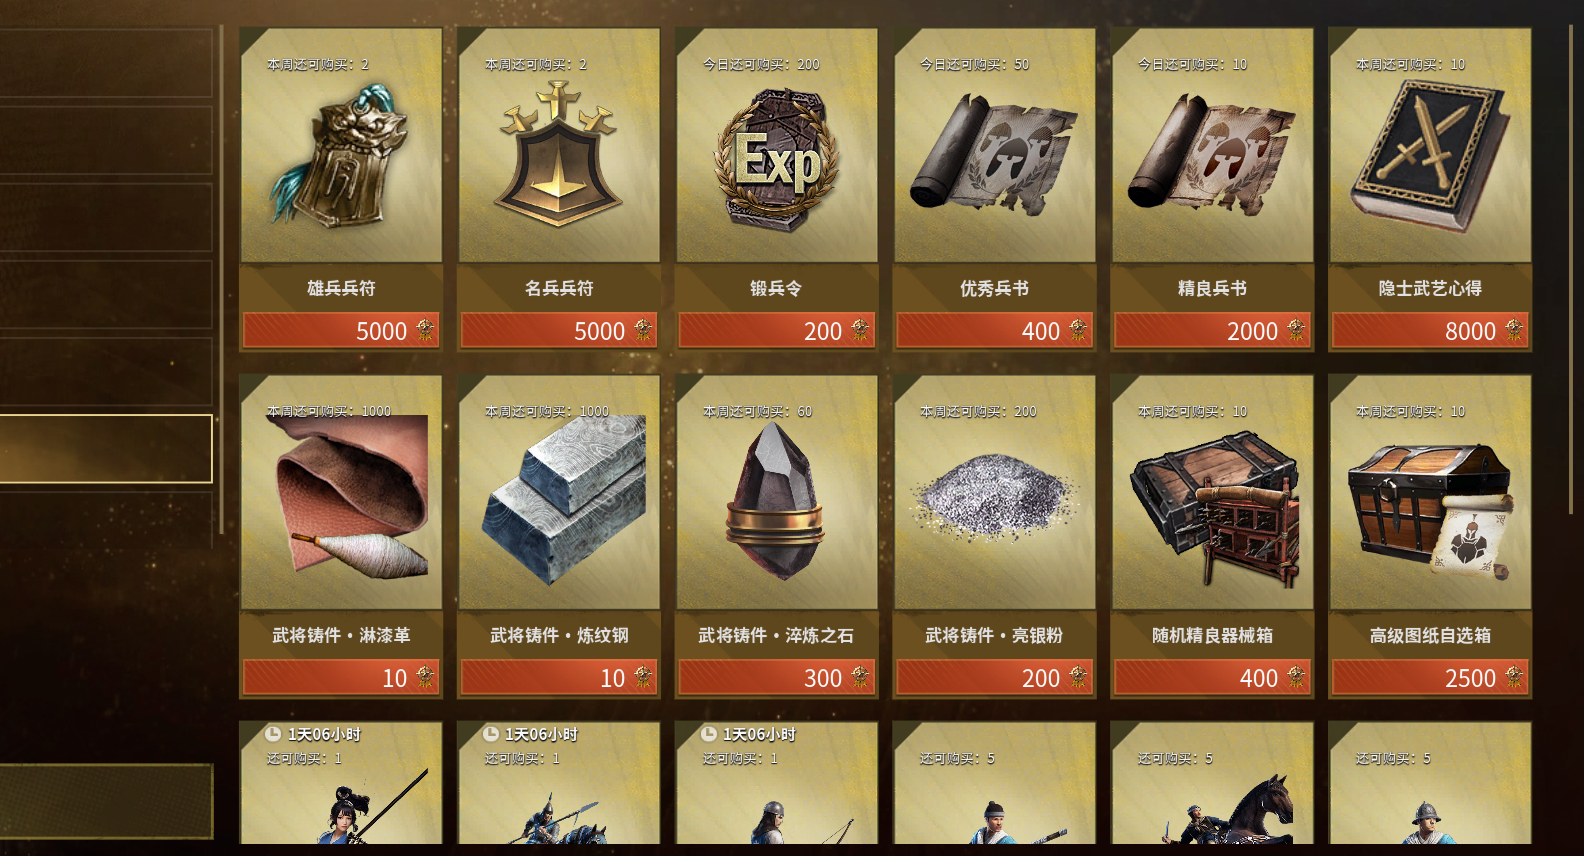 本周还可购买：2
本周还可购买：2
今日还可购买：200
今日还可购买：50
今日还可购买：10
本周还可购买：10
Exp
雄兵兵符
名兵兵符
锻兵令
优秀兵书
精良兵书
隐士武艺心得
5000
5000
200
400
2000
8000
本周还可购买：1000
本周还可购买：1000
本周还可购买：60
本周还可购买：200
本周还可购买：10
本周还可购买：10
武将铸件·淋漆革
武将铸件·炼纹钢
武将铸件·淬炼之石
武将铸件·亮银粉
随机精良器械箱
高级图纸自选箱
10
10
300
200
400
2500
1天06小时
1天06小时
1天06小时
还可购买：1
还可购买：1
还可购买：1
还可购买：5
还可购买：5
还可购买：5